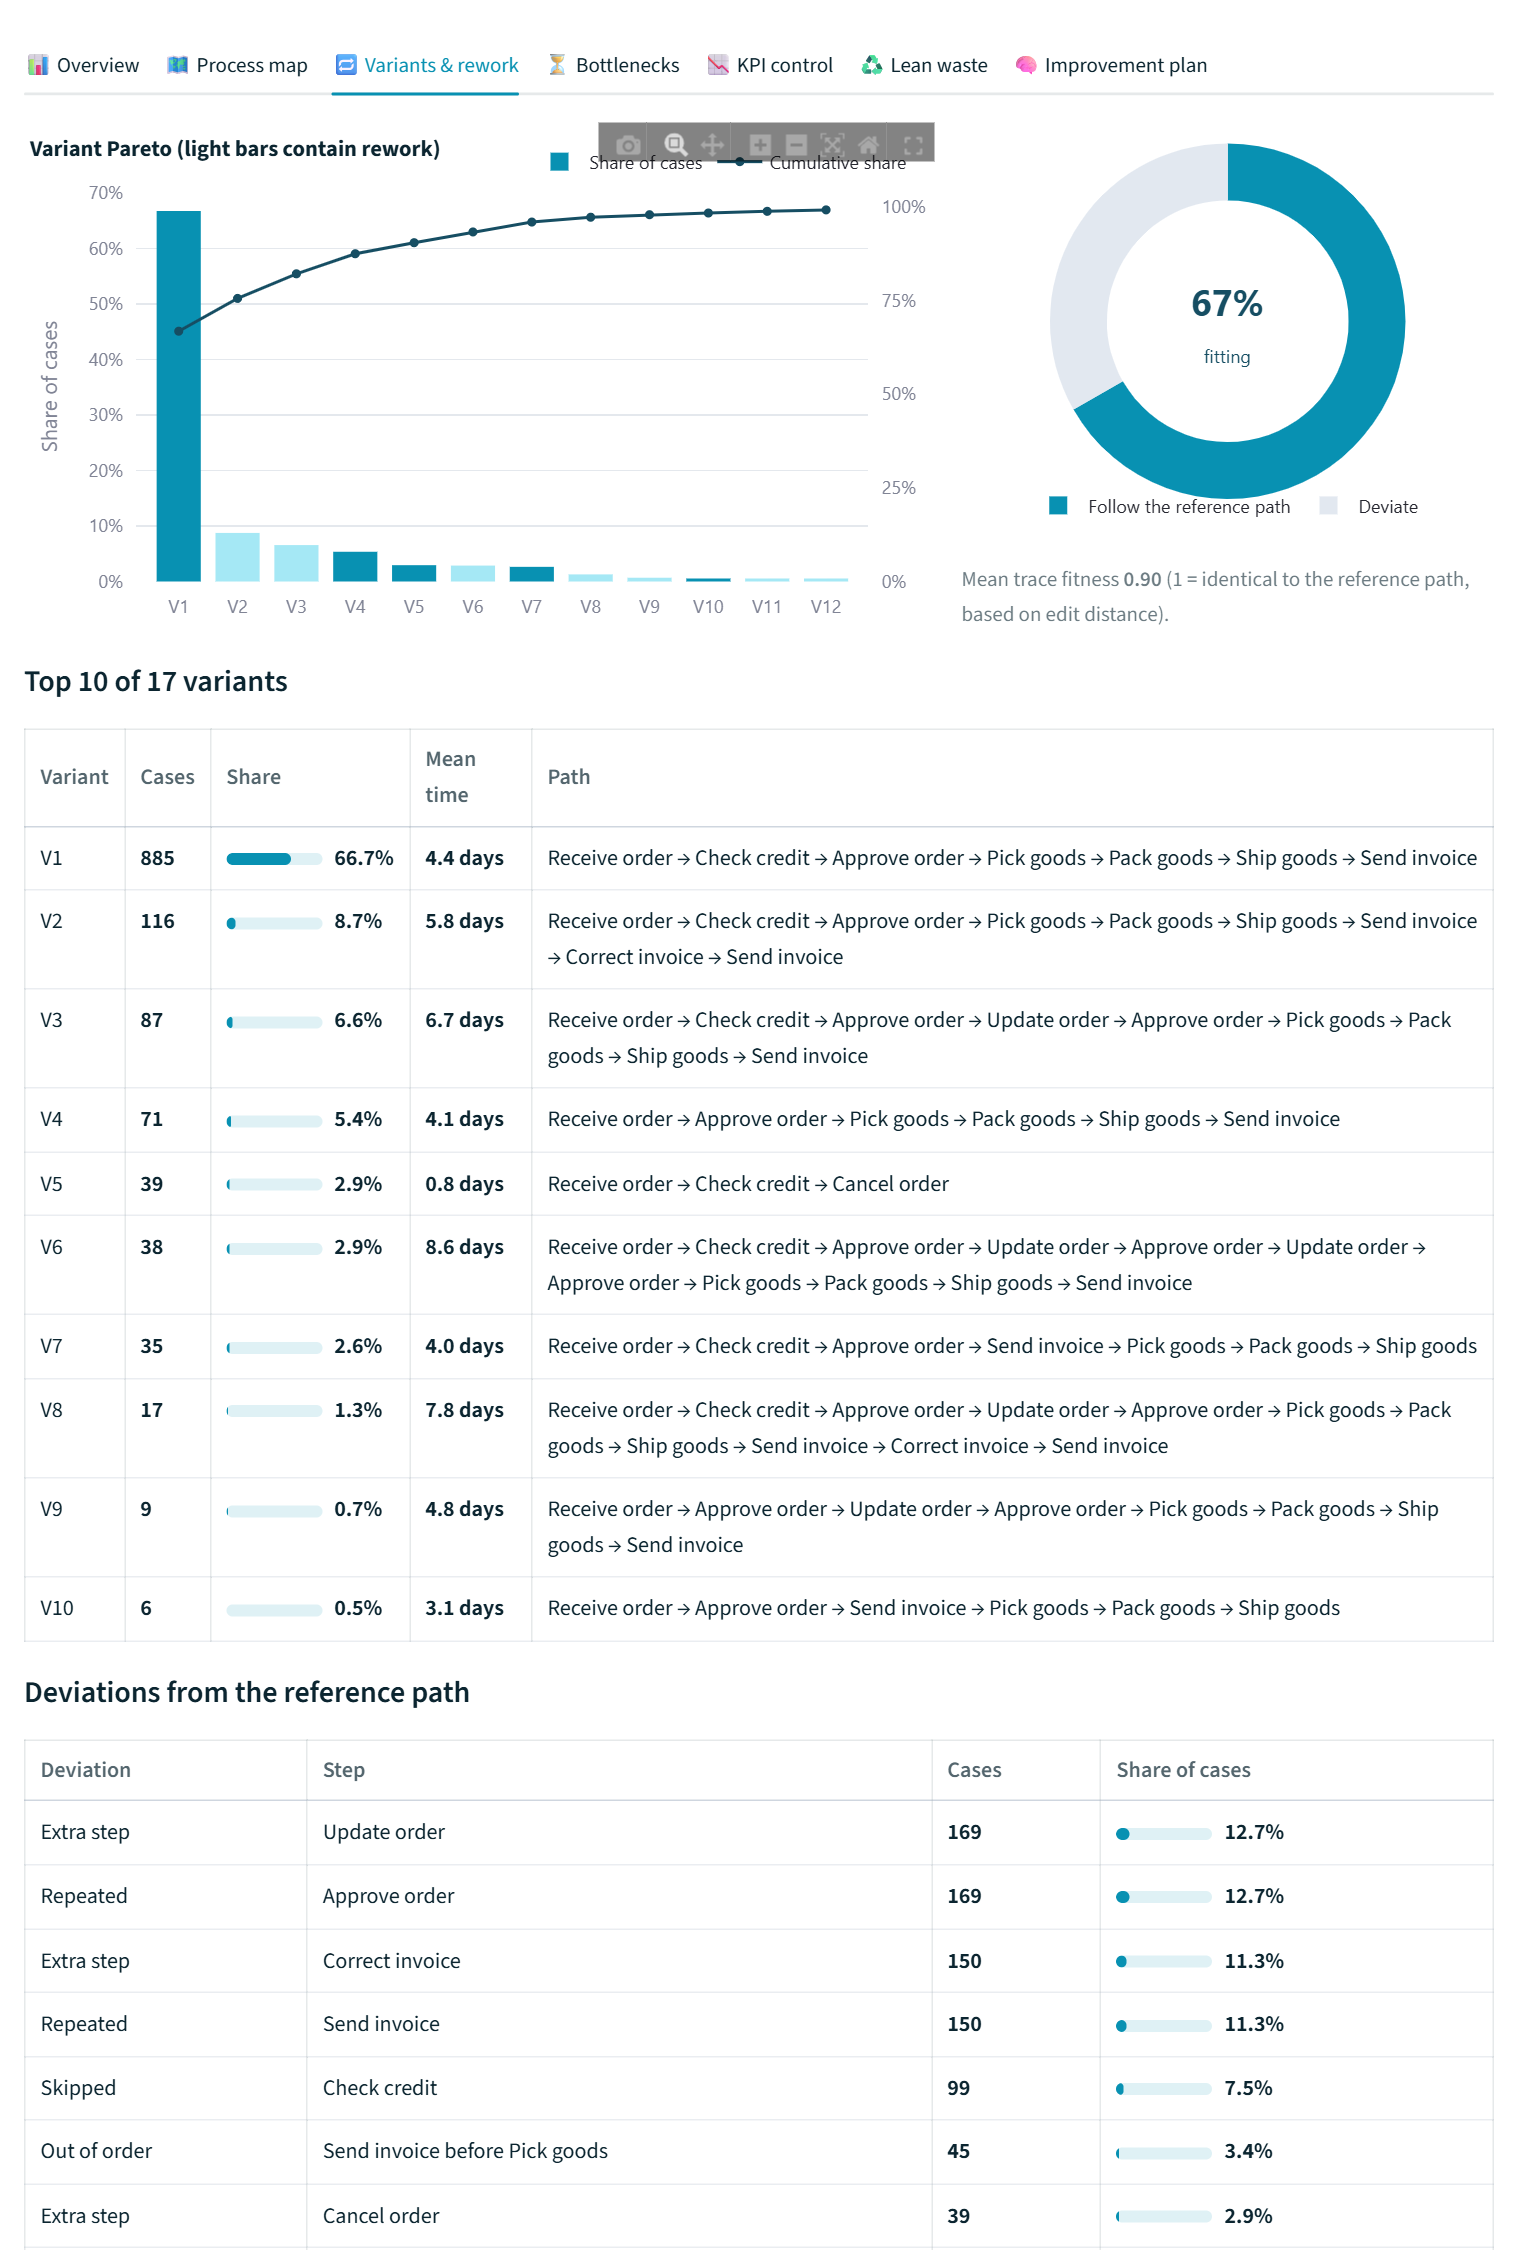 Overview Process map Variants & rework Bottlenecks KPI control Lean waste Improvement plan
Variant Pareto (light bars contain rework)
Share of cases Cumulative share
70%
60%
50%
40%
30%
20%
10%
0%
Share of cases
100%
75%
50%
25%
0%
V1 V2 V3 V4 V5 V6 V7 V8 V9 V10 V11 V12
67%
fitting
Follow the reference path Deviate
Mean trace fitness 0.90 (1 = identical to the reference path,
based on edit distance).
Top 10 of 17 variants
Variant Cases Share Mean time Path
V1 885 66.7% 4.4 days Receive order → Check credit → Approve order → Pick goods → Pack goods → Ship goods → Send invoice
V2 116 8.7% 5.8 days Receive order → Check credit → Approve order → Pick goods → Pack goods → Ship goods → Send invoice
→ Correct invoice → Send invoice
V3 87 6.6% 6.7 days Receive order → Check credit → Approve order → Update order → Approve order → Pick goods → Pack
goods → Ship goods → Send invoice
V4 71 5.4% 4.1 days Receive order → Approve order → Pick goods → Pack goods → Ship goods → Send invoice
V5 39 2.9% 0.8 days Receive order → Check credit → Cancel order
V6 38 2.9% 8.6 days Receive order → Check credit → Approve order → Update order → Approve order → Update order →
Approve order → Pick goods → Pack goods → Ship goods → Send invoice
V7 35 2.6% 4.0 days Receive order → Check credit → Approve order → Send invoice → Pick goods → Pack goods → Ship goods
V8 17 1.3% 7.8 days Receive order → Check credit → Approve order → Update order → Approve order → Pick goods → Pack
goods → Ship goods → Send invoice → Correct invoice → Send invoice
V9 9 0.7% 4.8 days Receive order → Approve order → Update order → Approve order → Pick goods → Pack goods → Ship
goods → Send invoice
V10 6 0.5% 3.1 days Receive order → Approve order → Send invoice → Pick goods → Pack goods → Ship goods
Deviations from the reference path
Deviation Step Cases Share of cases
Extra step Update order 169 12.7%
Repeated Approve order 169 12.7%
Extra step Correct invoice 150 11.3%
Repeated Send invoice 150 11.3%
Skipped Check credit 99 7.5%
Out of order Send invoice before Pick goods 45 3.4%
Extra step Cancel order 39 2.9%